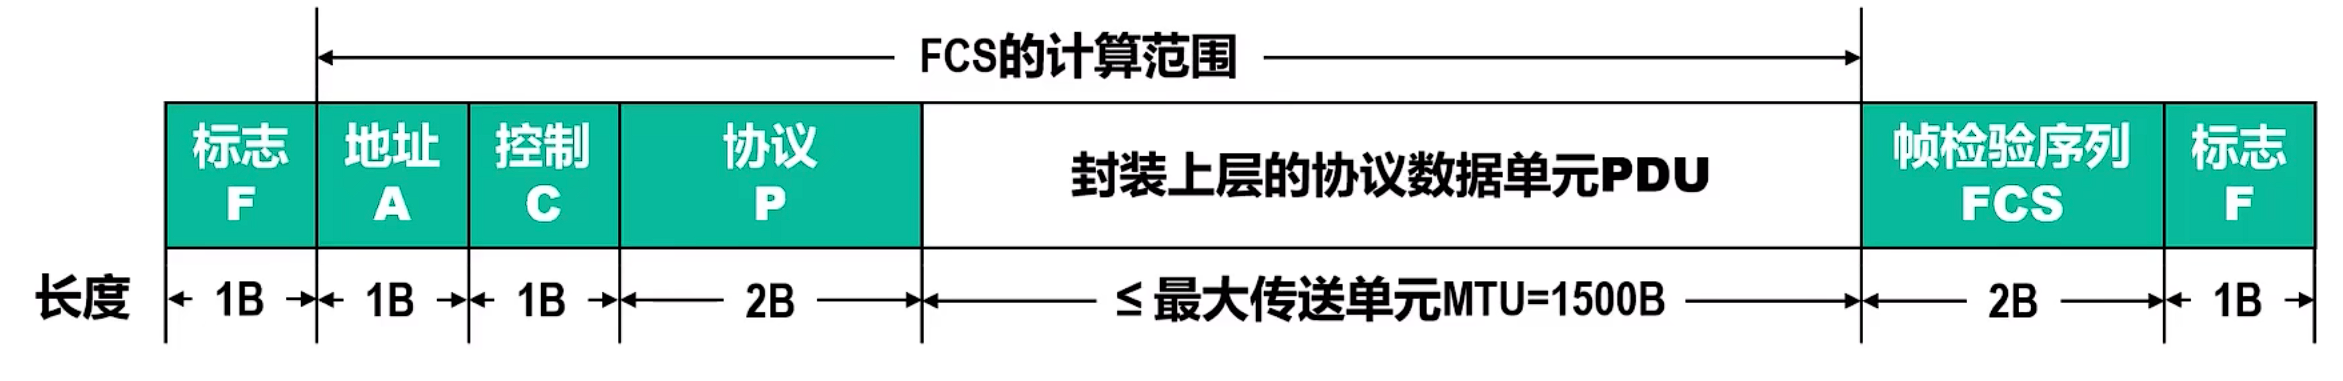 FCS的计算范围
标志 地址 控制 协议 封装上层的协议数据单元PDU 帧检验序列 标志
F A C P FCS F
长度 1B 1B 1B 2B ≤最大传送单元MTU=1500B 2B 1B